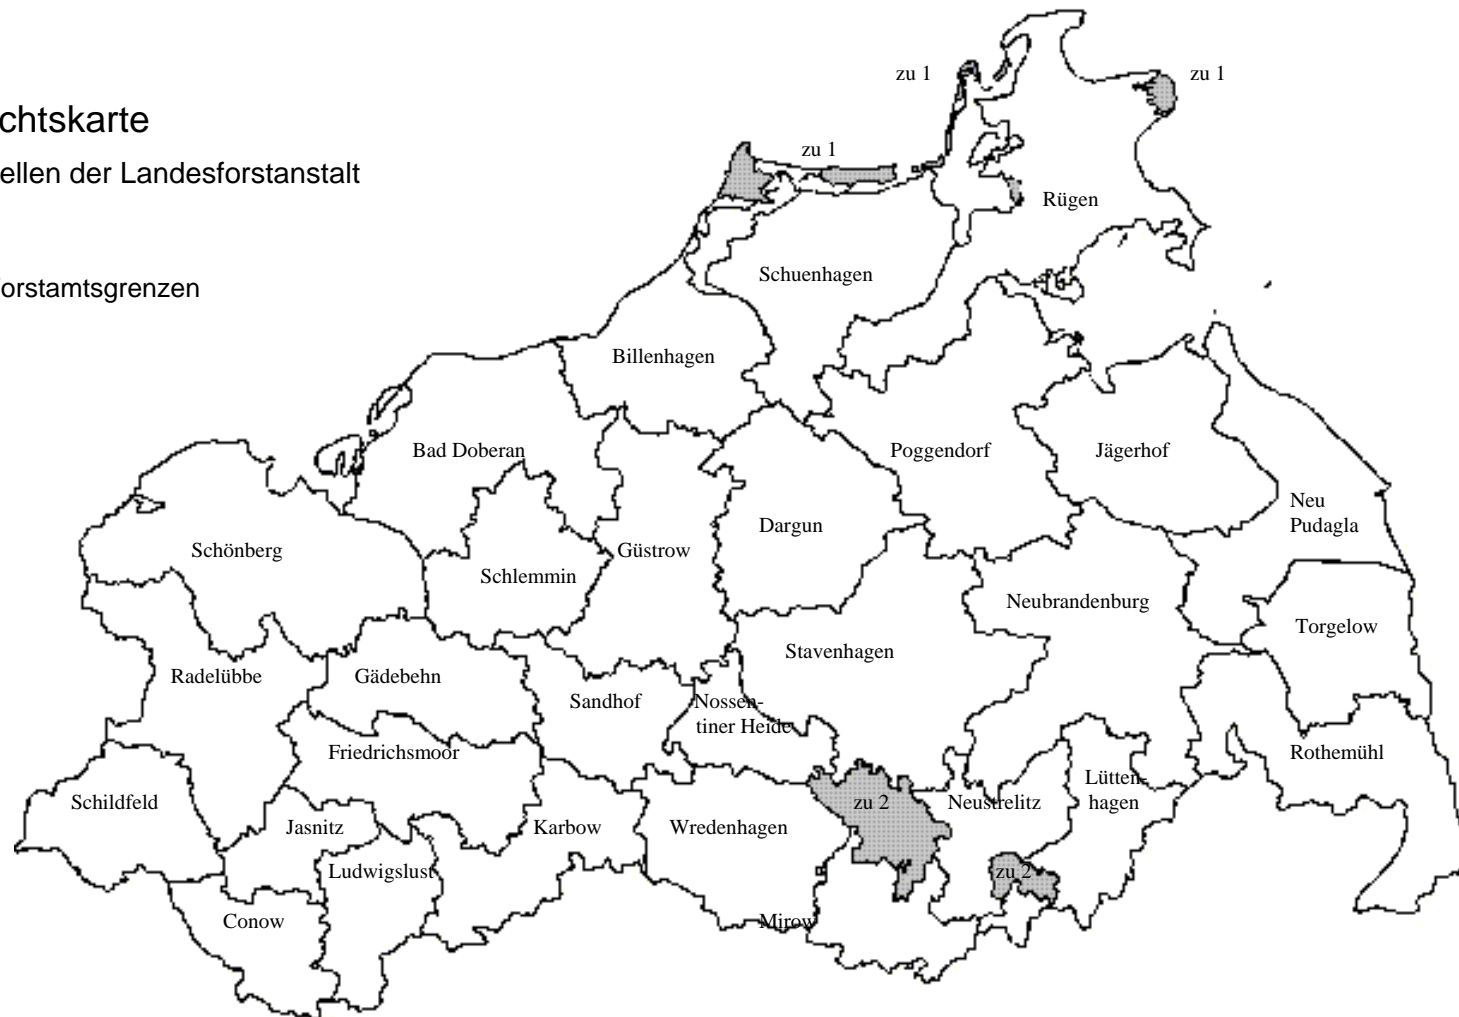 chtskarte
ellen der Landesforstanstalt
orstamtsgrenzen
zu 1
zu 1
zu 1
Rügen
Schuenhagen
Billenhagen
Bad Doberan
Poggendorf
Jägerhof
Neu
Pudagla
Dargun
Schönberg
Güstrow
Schlemmin
Neubrandenburg
Torgelow
Stavenhagen
Radelübbe
Gädebehn
Sandhof
Nossen-
tiner Heide
Friedrichsmoor
Rothemühl
Lütten-
hagen
Schildfeld
zu 2
Neustrelitz
Jasnitz
Karbow
Wredenhagen
Ludwigslust
zu 2
Conow
Mirow